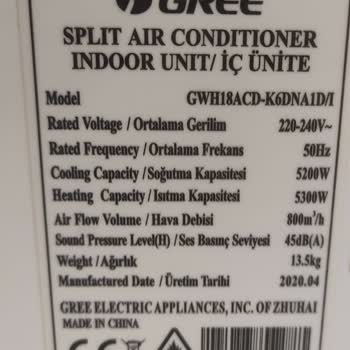 GREE
SPLIT AIR CONDITIONER
INDOOR UNIT/ İÇ ÜNİTE
Model GWH18ACD-K6DNA1D/I
Rated Voltage / Ortalama Gerilim 220-240V~
Rated Frequency / Ortalama Frekans 50Hz
Cooling Capacity / Soğutma Kapasitesi 5200W
Heating Capacity / Isıtma Kapasitesi 5300W
Air Flow Volume / Hava Debisi 800m³/h
Sound Pressure Level(H) / Ses Basınç Seviyesi 45dB(A)
Weight / Ağırlık 13.5kg
Manufactured Date / Üretim Tarihi 2020.04
GREE ELECTRIC APPLIANCES, INC. OF ZHUHAI
MADE IN CHINA